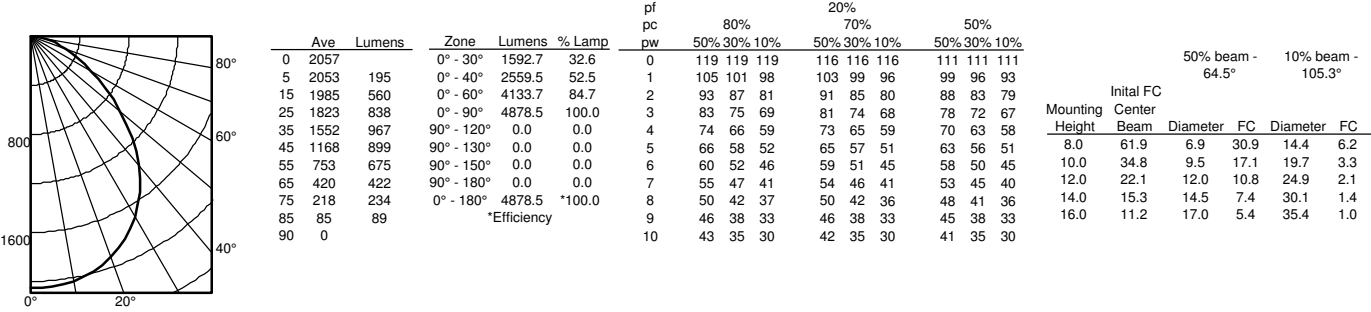 80°
60°
40°
800
1600
0° 20°
Ave Lumens
0 2057
5 2053 195
15 1985 560
25 1823 838
35 1552 967
45 1168 899
55 753 675
65 420 422
75 218 234
85 85 89
90 0
Zone Lumens % Lamp
0° - 30° 1592.7 32.6
0° - 40° 2559.5 52.5
0° - 60° 4133.7 84.7
0° - 90° 4878.5 100.0
90° - 120° 0.0 0.0
90° - 130° 0.0 0.0
90° - 150° 0.0 0.0
90° - 180° 0.0 0.0
0° - 180° 4878.5 *100.0
*Efficiency
pf 20%
pc 80% 70% 50%
pw 50% 30% 10% 50% 30% 10% 50% 30% 10%
0 119 119 119 116 116 116 111 111 111
1 105 101 98 103 99 96 99 96 93
2 93 87 81 91 85 80 88 83 79
3 83 75 69 81 74 68 78 72 67
4 74 66 59 73 65 59 70 63 58
5 66 58 52 65 57 51 63 56 51
6 60 52 46 59 51 45 58 50 45
7 55 47 41 54 46 41 53 45 40
8 50 42 37 50 42 36 48 41 36
9 46 38 33 46 38 33 45 38 33
10 43 35 30 42 35 30 41 35 30
50% beam - 10% beam -
64.5° 105.3°
Inital FC
Mounting Center
Height Beam Diameter FC Diameter FC
8.0 61.9 6.9 30.9 14.4 6.2
10.0 34.8 9.5 17.1 19.7 3.3
12.0 22.1 12.0 10.8 24.9 2.1
14.0 15.3 14.5 7.4 30.1 1.4
16.0 11.2 17.0 5.4 35.4 1.0